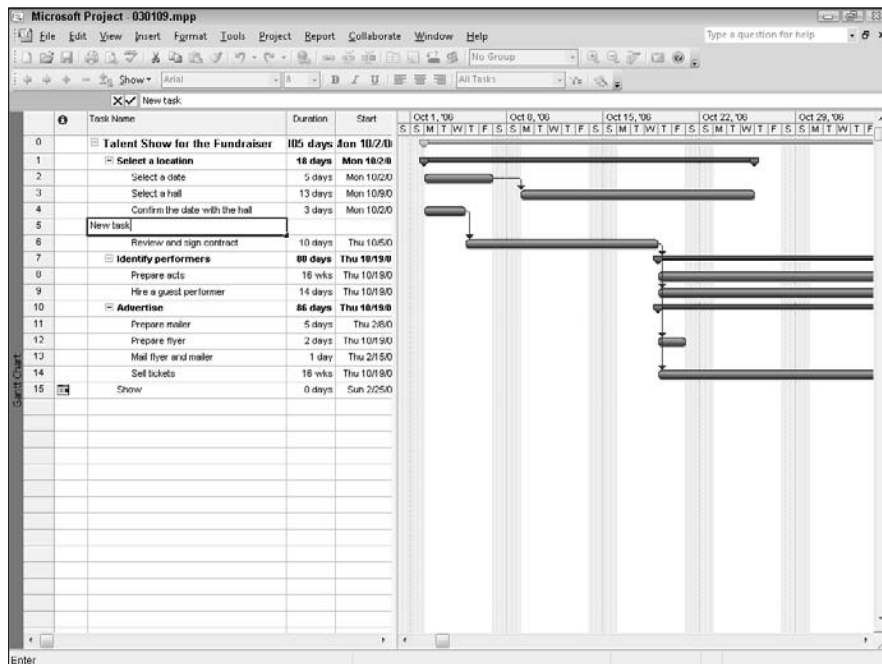 Microsoft Project - 030109.mpp
File Edit View Insert Format Tools Project Report Collaborate Window Help Type a question for help
No Group
Show Arial 8 B I U All Tasks
New task
Task Name Duration Start Oct 1, '06 Oct 8, '06 Oct 15, '06 Oct 22, '06 Oct 29, '06
S S M T W T F S S M T W T F S S M T W T F S S M T W T F S S M T W T F
0 Talent Show for the Fundraiser 105 days Mon 10/2/0
1 Select a location 18 days Mon 10/2/0
2 Select a date 5 days Mon 10/2/0
3 Select a hall 13 days Mon 10/9/0
4 Confirm the date with the hall 3 days Mon 10/2/0
5 New task
6 Review and sign contract 10 days Thu 10/5/0
7 Identify performers 80 days Thu 10/19/0
8 Prepare acts 16 wks Thu 10/19/0
9 Hire a guest performer 14 days Thu 10/19/0
10 Advertise 86 days Thu 10/19/0
11 Prepare mailer 5 days Thu 2/8/0
12 Prepare flyer 2 days Thu 10/19/0
13 Mail flyer and mailer 1 day Thu 2/15/0
14 Sell tickets 16 wks Thu 10/19/0
15 Show 0 days Sun 2/25/0
Gantt Chart
Enter